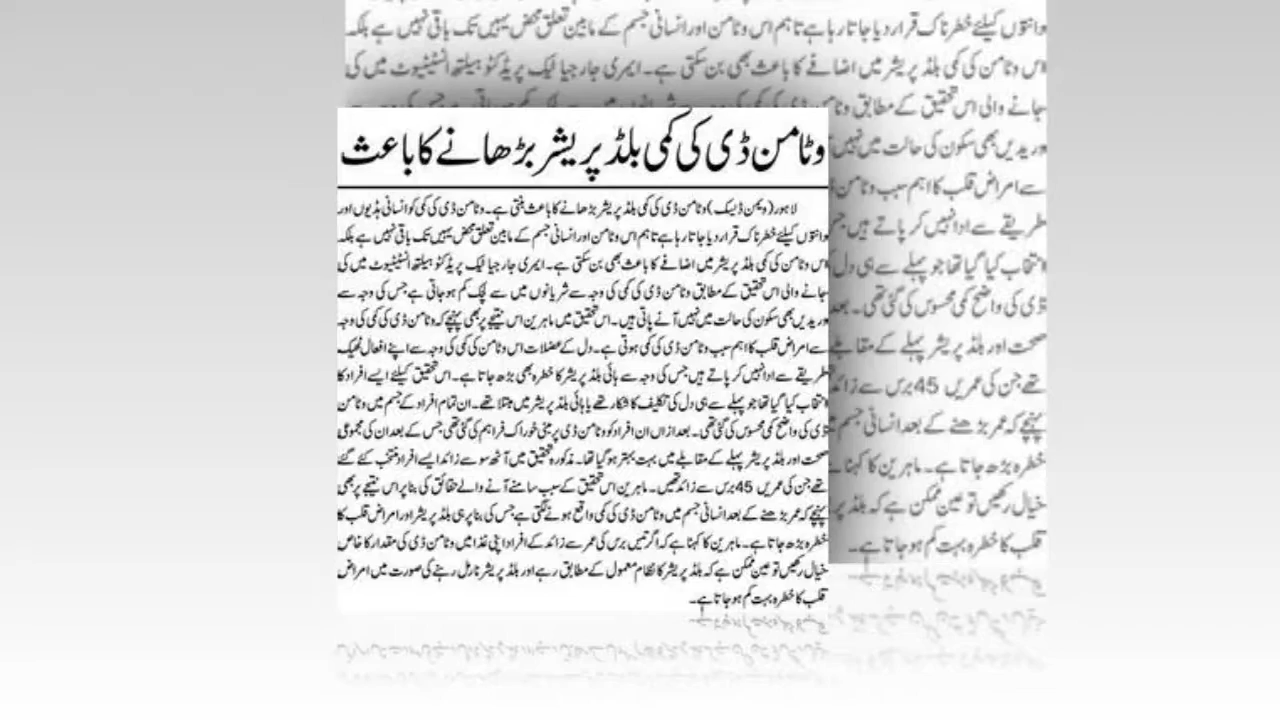 وٹامن ڈی کی کمی بلڈ پریشر بڑھانے کا باعث
لاہور (ویمن ڈیسک) وٹامن ڈی کی کمی بلڈ پریشر بڑھانے کا باعث بنتی ہے۔ وٹامن ڈی کی کمی کو انسانی ہڈیوں اور
دانتوں کیلئے خطرناک قرار دیا جاتا رہا ہے تاہم اس وٹامن اور انسانی جسم کے مابین تعلق محض یہیں تک باقی نہیں ہے بلکہ
اس وٹامن کی کمی بلڈ پریشر میں اضافے کا باعث بھی بن سکتی ہے۔ ایمری جارجیا لیک پریڈکٹو ہیلتھ انسٹیٹیوٹ میں کی
جانے والی اس تحقیق کے مطابق وٹامن ڈی کی کمی کی وجہ سے شریانوں میں سے لچک کم ہو جاتی ہے جس کی وجہ سے
وریدیں بھی سکون کی حالت میں نہیں آنے پاتی ہیں۔ اس تحقیق میں ماہرین اس نتیجے پر بھی پہنچے کہ وٹامن ڈی کی کمی کی وجہ
سے امراض قلب کا اہم سبب وٹامن ڈی کی کمی ہوتی ہے۔ دل کے عضلات اس وٹامن کی کمی کی وجہ سے اپنے افعال ٹھیک
طریقے سے ادا نہیں کر پاتے ہیں جس کی وجہ سے ہائی بلڈ پریشر کا خطرہ بھی بڑھ جاتا ہے۔ اس تحقیق کیلئے ایسے افراد کا
انتخاب کیا گیا تھا جو پہلے سے ہی دل کی تکلیف کا شکار تھے یا ہائی بلڈ پریشر میں مبتلا تھے۔ ان تمام افراد کے جسم میں وٹامن
ڈی کی واضح کمی محسوس کی گئی تھی۔ بعد ازاں ان افراد کو وٹامن ڈی پر مبنی خوراک فراہم کی گئی تھی جس کے بعد ان کی مجموعی
صحت اور بلڈ پریشر پہلے کے مقابلے میں بہت بہتر ہو گیا تھا۔ مذکورہ تحقیق میں آٹھ سو سے زائد ایسے افراد منتخب کئے گئے
تھے جن کی عمریں 45 برس سے زائد تھیں۔ ماہرین اس تحقیق کے سبب سامنے آنے والے حقائق کی بنا پر اس نتیجے پر بھی
پہنچے کہ عمر بڑھنے کے بعد انسانی جسم میں وٹامن ڈی کی کمی واقع ہونے لگتی ہے جس کی بنا پر ہی بلڈ پریشر اور امراض قلب کا
خطرہ بڑھ جاتا ہے۔ ماہرین کا کہنا ہے کہ اگر تیس برس کی عمر سے زائد کے افراد اپنی غذا میں وٹامن ڈی کی مقدار کا خاص
خیال رکھیں تو عین ممکن ہے کہ بلڈ پریشر کا نظام معمول کے مطابق رہے اور بلڈ پریشر نارمل رہنے کی صورت میں امراض
قلب کا خطرہ بہت کم ہو جاتا ہے۔